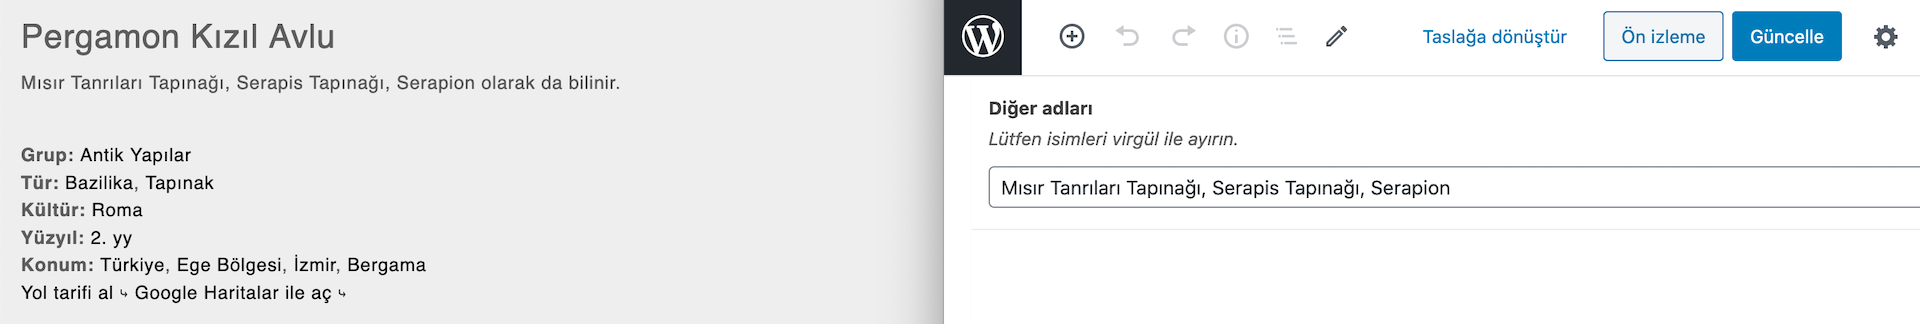 Pergamon Kızıl Avlu
Mısır Tanrıları Tapınağı, Serapis Tapınağı, Serapion olarak da bilinir.
Grup: Antik Yapılar
Tür: Bazilika, Tapınak
Kültür: Roma
Yüzyıl: 2. yy
Konum: Türkiye, Ege Bölgesi, İzmir, Bergama
Yol tarifi al ⤷ Google Haritalar ile aç ⤷
Taslağa dönüştür Ön izleme Güncelle
Diğer adları
Lütfen isimleri virgül ile ayırın.
Mısır Tanrıları Tapınağı, Serapis Tapınağı, Serapion